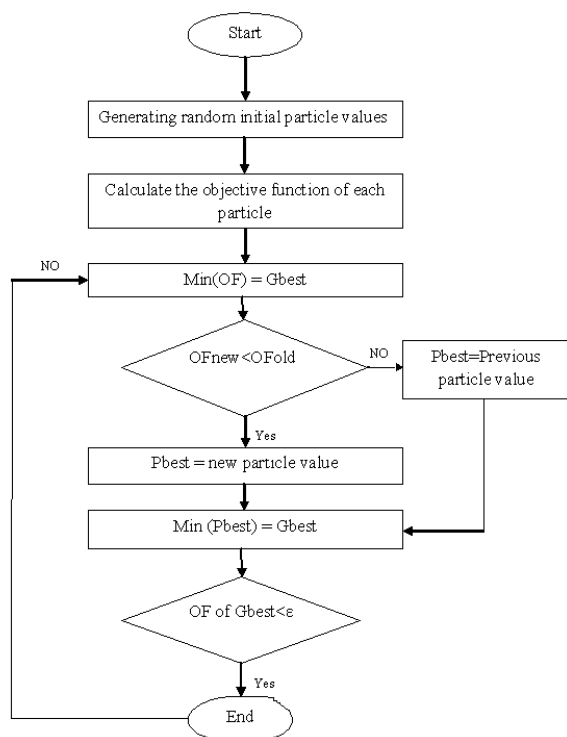 Start
Generating random initial particle values
Calculate the objective function of each
particle
NO
Min(OF) = Gbest
OFnew<OFold
NO
Pbest=Previous
particle value
Yes
Pbest = new particle value
Min (Pbest) = Gbest
OF of Gbest<ε
Yes
End